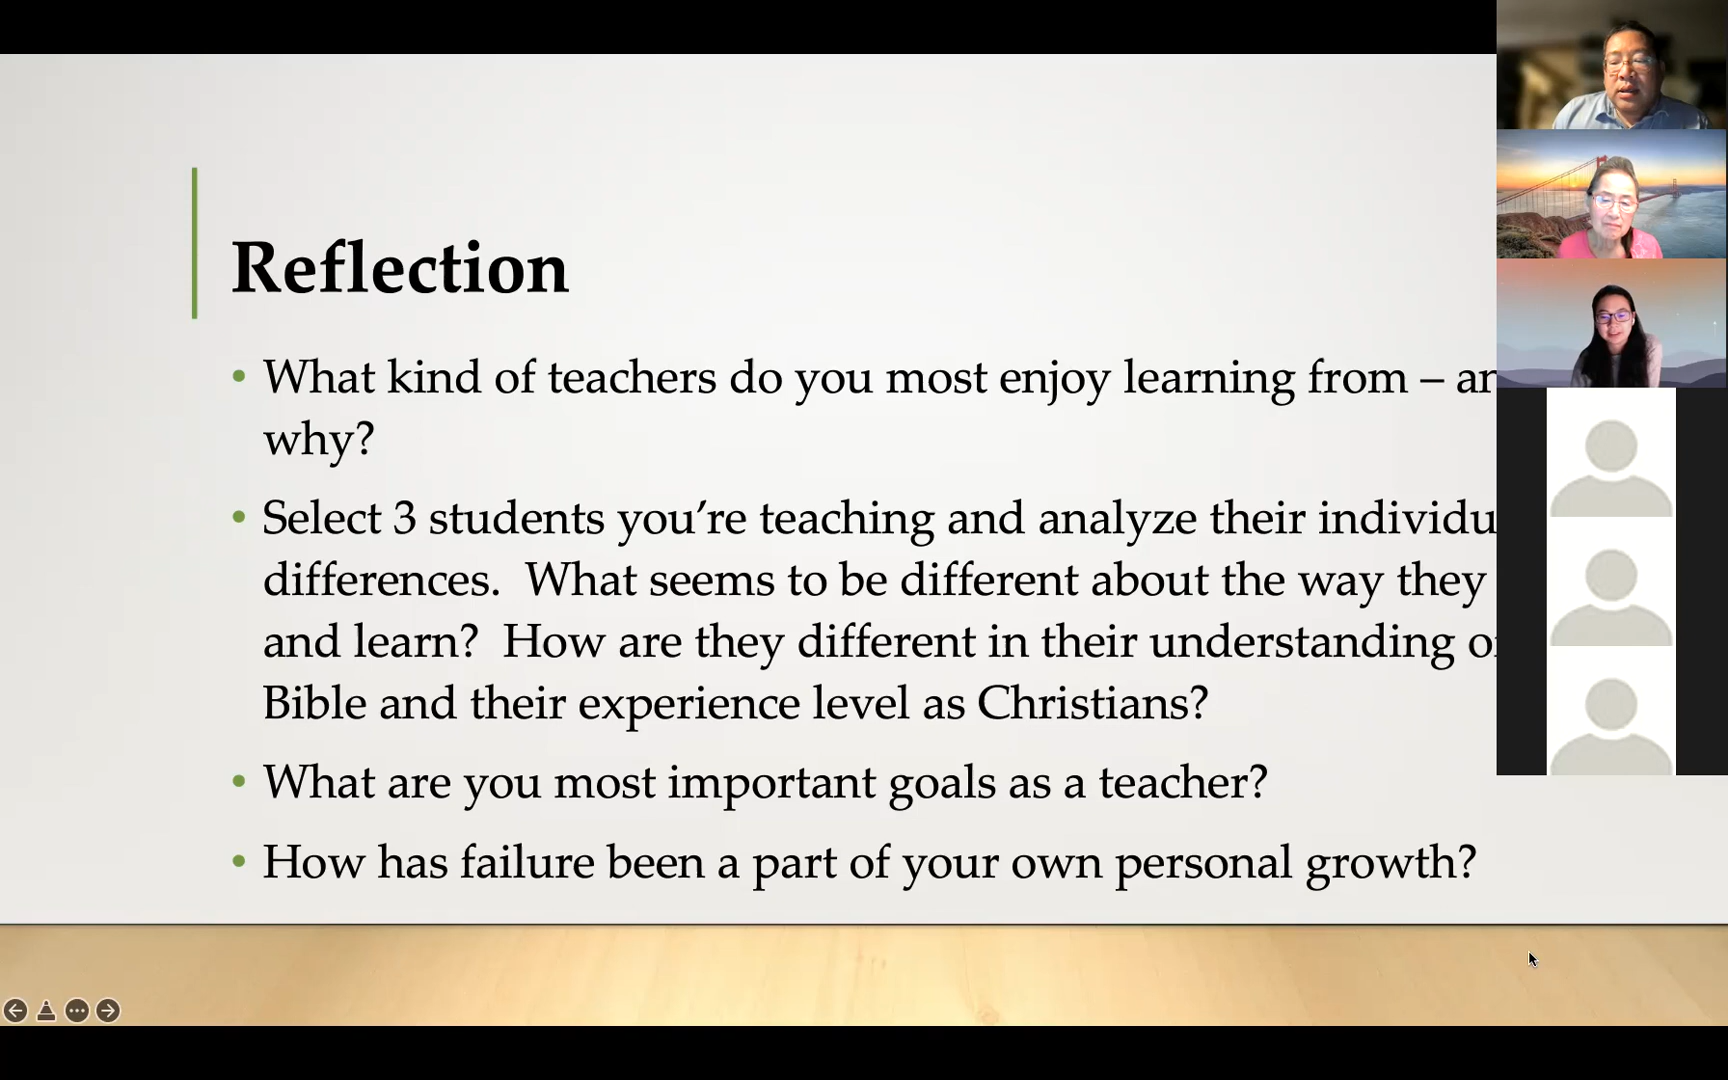 Reflection
• What kind of teachers do you most enjoy learning from –
why?
• Select 3 students you’re teaching and analyze their
differences.  What seems to be different about the way they
and learn?  How are they different in their understanding
Bible and their experience level as Christians?
• What are you most important goals as a teacher?
• How has failure been a part of your own personal growth?